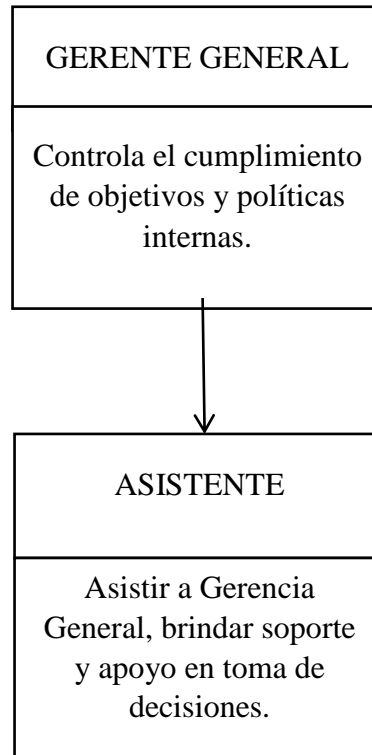 GERENTE GENERAL
Controla el cumplimiento
de objetivos y políticas
internas.
ASISTENTE
Asistir a Gerencia
General, brindar soporte
y apoyo en toma de
decisiones.